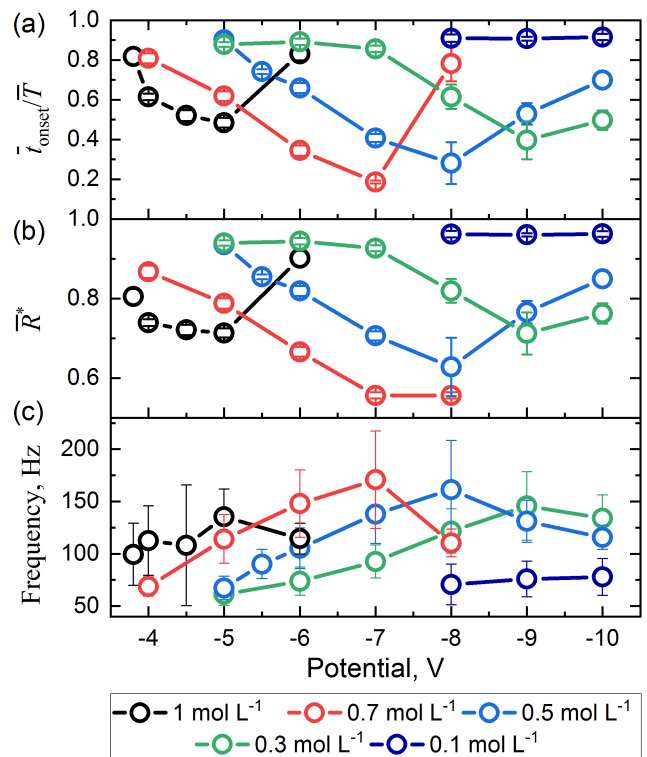 (a)
1.0
0.8
0.6
0.4
0.2
t̅onset/T̅
(b)
1.0
0.8
0.6
R̅*
(c)
200
150
100
50
Frequency, Hz
-4 -5 -6 -7 -8 -9 -10
Potential, V
1 mol L⁻¹ 0.7 mol L⁻¹ 0.5 mol L⁻¹
0.3 mol L⁻¹ 0.1 mol L⁻¹